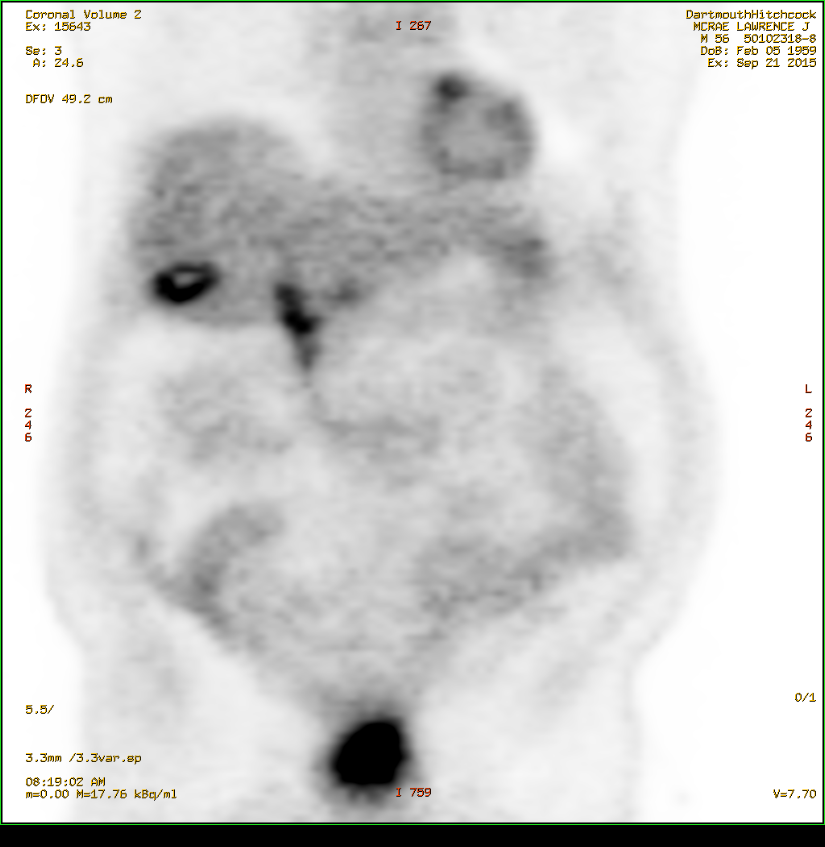 Coronal Volume 2
Ex: 15643
Se: 3
A: 24.6
DFOV 49.2 cm
I 267
DartmouthHitchcock
MCRAE LAWRENCE J
M 56 50102318-8
DoB: Feb 05 1959
Ex: Sep 21 2015
R
2
4
6
L
2
4
6
5.5/
0/1
3.3mm /3.3var.sp
08:19:02 AM
m=0.00 M=17.76 kBq/ml
I 759
V=7.70